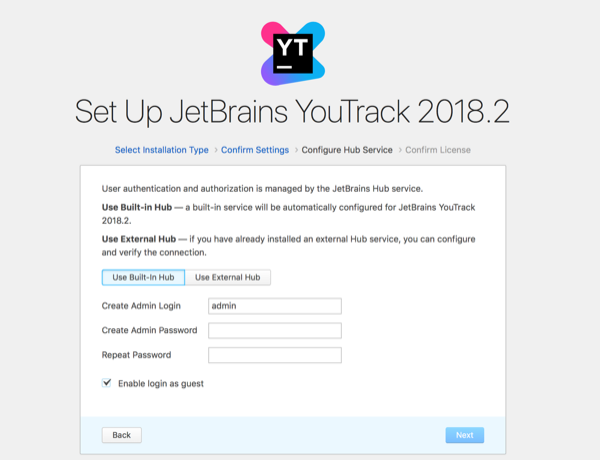 YT
Set Up JetBrains YouTrack 2018.2
Select Installation Type > Confirm Settings > Configure Hub Service > Confirm License
User authentication and authorization is managed by the JetBrains Hub service.
Use Built-in Hub — a built-in service will be automatically configured for JetBrains YouTrack
2018.2.
Use External Hub — if you have already installed an external Hub service, you can configure
and verify the connection.
Use Built-In Hub Use External Hub
Create Admin Login admin
Create Admin Password
Repeat Password
Enable login as guest
Back Next